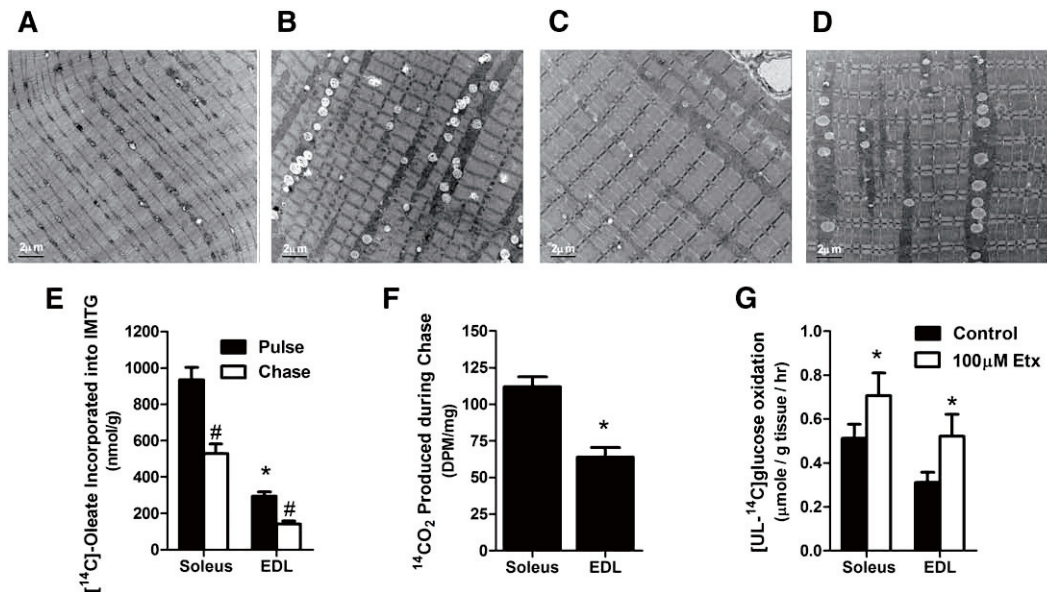 A
B
C
D
2μm
2μm
2μm
2μm
E
[¹⁴C]-Oleate Incorporated into IMTG
(nmol/g)
1200
1000
800
600
400
200
0
Pulse
Chase
#
*
#
Soleus
EDL
F
¹⁴CO₂ Produced during Chase
(DPM/mg)
150
125
100
75
50
25
0
*
Soleus
EDL
G
[UL-¹⁴C]glucose oxidation
(μmole / g tissue / hr)
1.0
0.8
0.6
0.4
0.2
0.0
Control
100μM Etx
*
*
Soleus
EDL